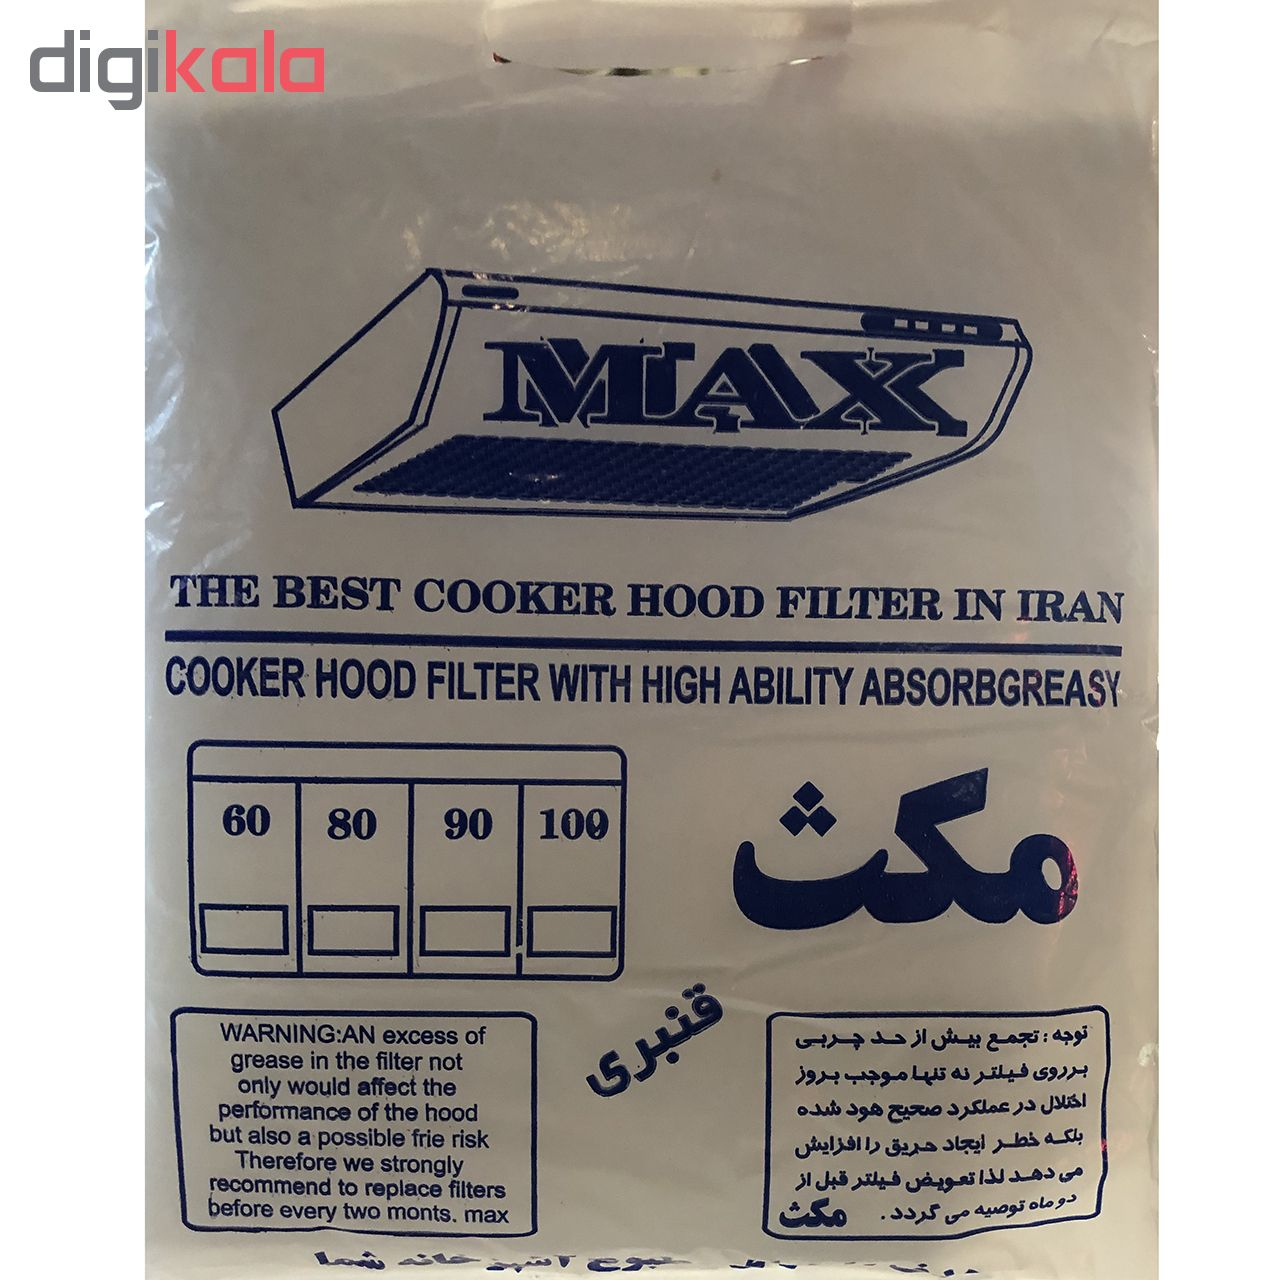 digikala
MAX
THE BEST COOKER HOOD FILTER IN IRAN
COOKER HOOD FILTER WITH HIGH ABILITY ABSORBGREASY
60 80 90 100
مکث
قنبری
WARNING:AN excess of
grease in the filter not
only would affect the
performance of the hood
but also a possible frie risk
Therefore we strongly
recommend to replace filters
before every two monts. max
توجه : تجمع بیش از حد چربی
برروی فیلتر نه تنها موجب بروز
اختلال در عملکرد صحیح هود شده
بلکه خطر ایجاد حریق را افزایش
می دهد لذا تعویض فیلتر قبل از
دو ماه توصیه می گردد. مکث
آشپزخانه شما